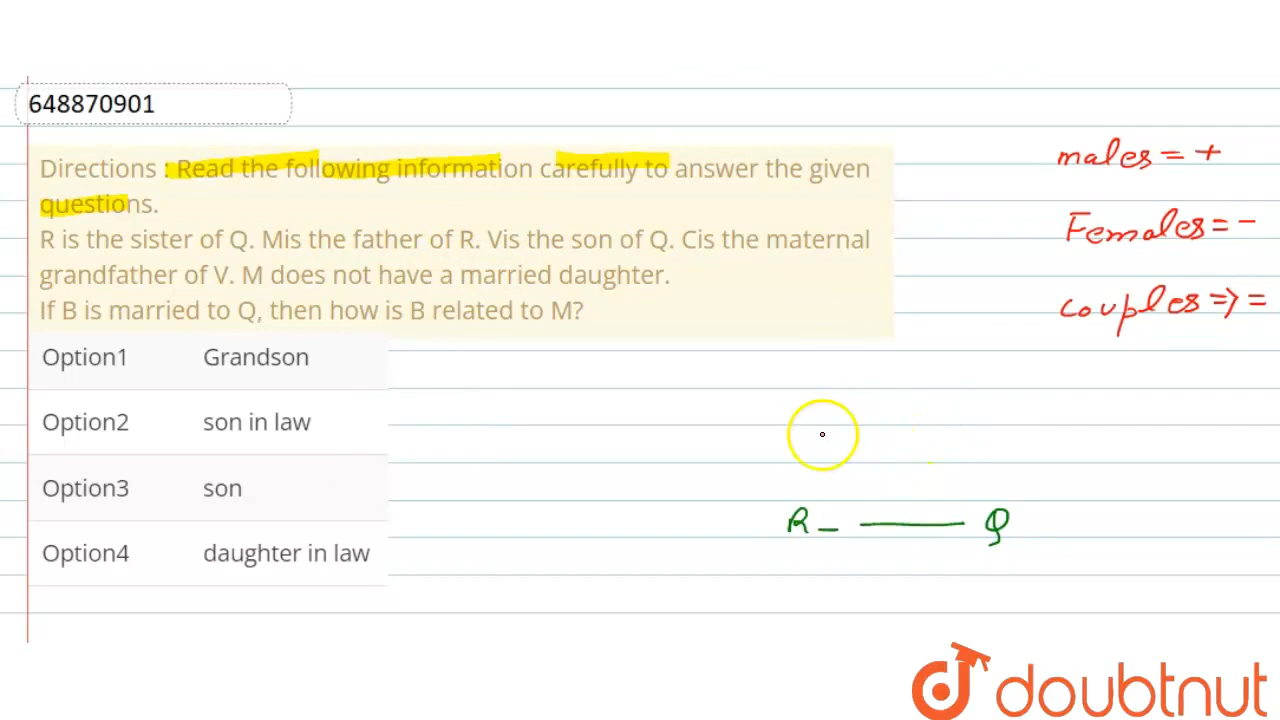 648870901
Directions : Read the following information carefully to answer the given
questions.
R is the sister of Q. Mis the father of R. Vis the son of Q. Cis the maternal
grandfather of V. M does not have a married daughter.
If B is married to Q, then how is B related to M?
Option1 Grandson
Option2 son in law
Option3 son
Option4 daughter in law
males = +
Females = -
couples => =
R - —— Q
doubtnut